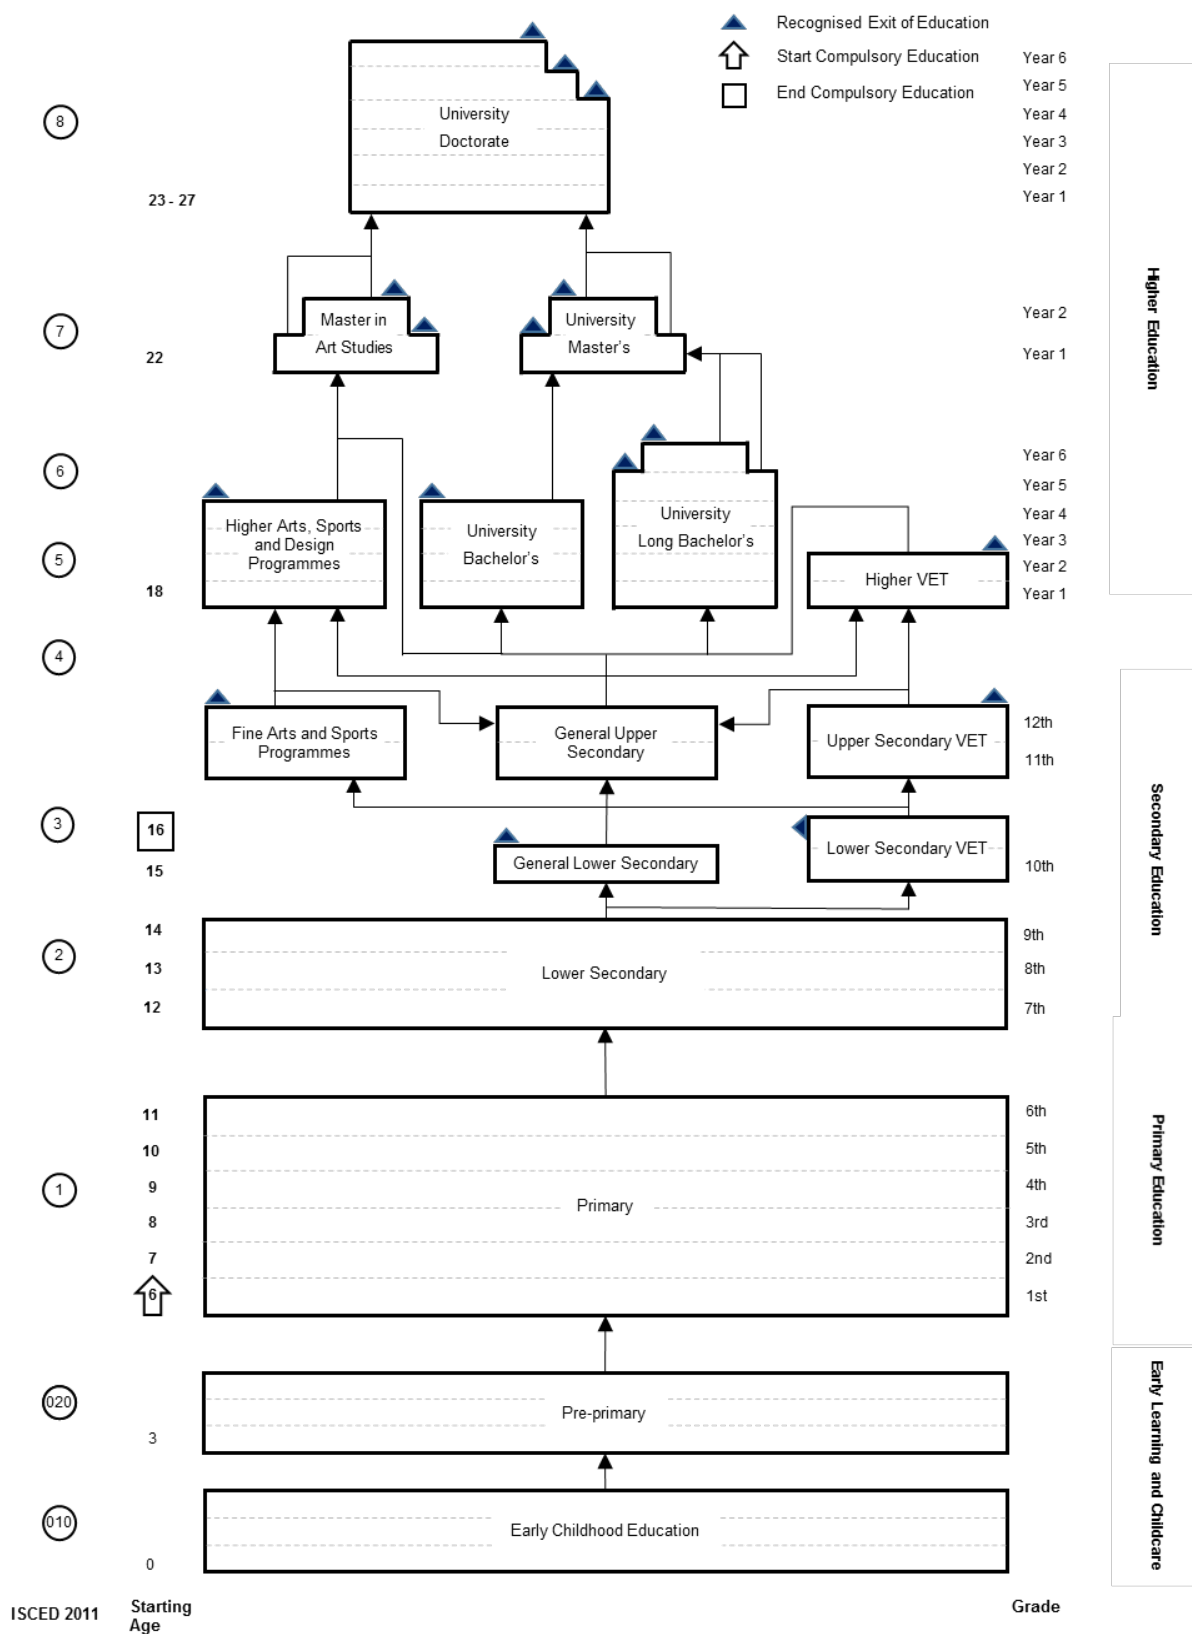 Recognised Exit of Education
Start Compulsory Education
End Compulsory Education
Year 6
Year 5
Year 4
Year 3
Year 2
Year 1
8
University
Doctorate
23 - 27
Higher Education
7
Master in
Art Studies
University
Master's
Year 2
22
Year 1
6
Year 6
Year 5
Year 4
Year 3
Year 2
Year 1
Higher Arts, Sports
and Design
Programmes
University
Bachelor's
University
Long Bachelor's
Higher VET
5
18
4
Fine Arts and Sports
Programmes
General Upper
Secondary
Upper Secondary VET
12th
11th
Secondary Education
3
16
15
General Lower Secondary
Lower Secondary VET
10th
2
14
13
12
Lower Secondary
9th
8th
7th
1
11
10
9
8
7
6
Primary
6th
5th
4th
3rd
2nd
1st
Primary Education
020
3
Pre-primary
Early Learning and Childcare
010
0
Early Childhood Education
ISCED 2011
Starting
Age
Grade